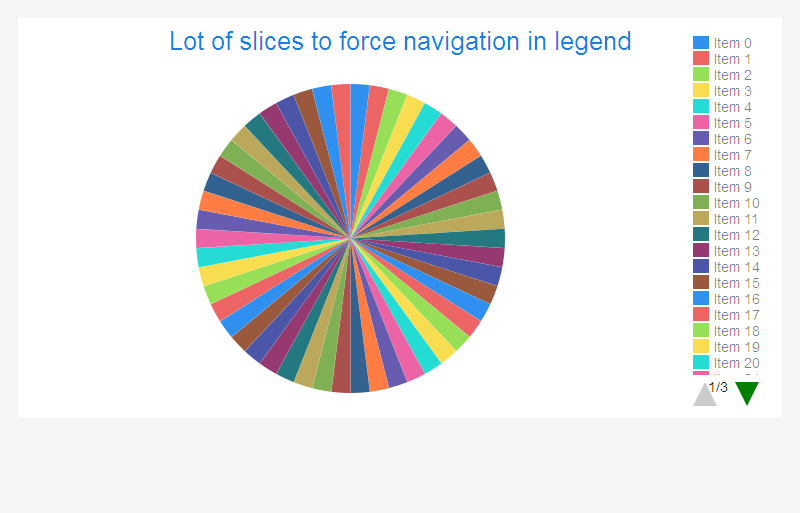 Lot of slices to force navigation in legend
Item 0
Item 1
Item 2
Item 3
Item 4
Item 5
Item 6
Item 7
Item 8
Item 9
Item 10
Item 11
Item 12
Item 13
Item 14
Item 15
Item 16
Item 17
Item 18
Item 19
Item 20
1/3